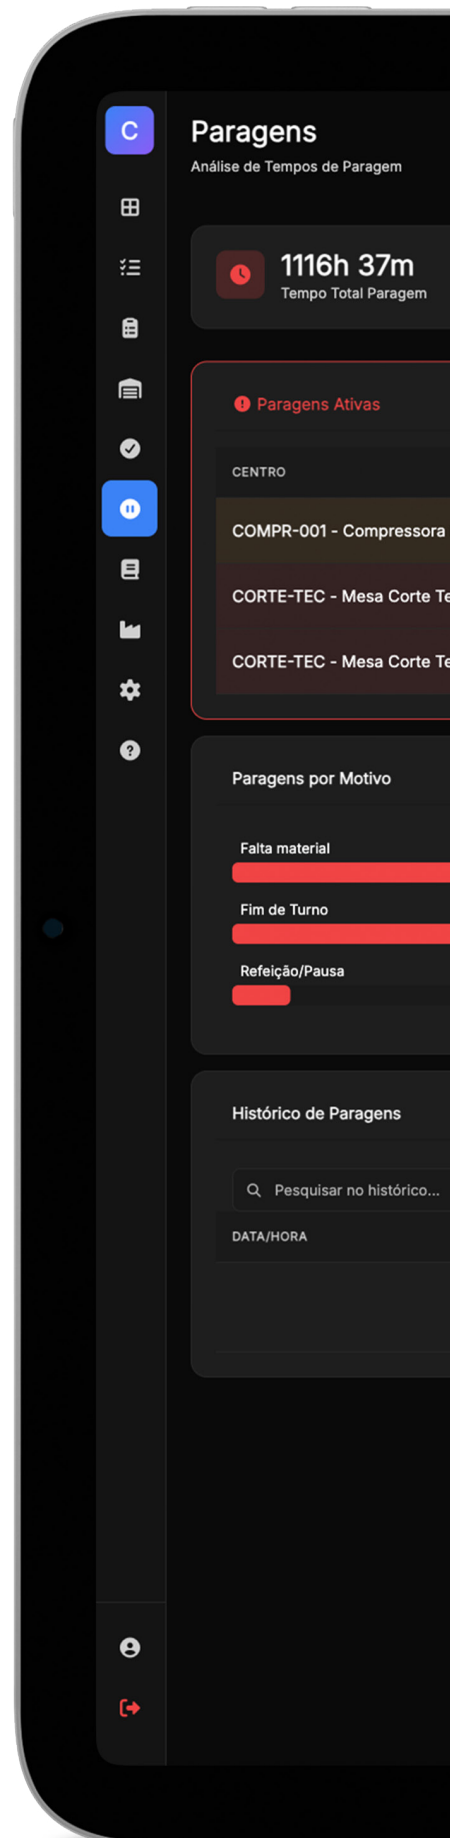 C
Paragens
Análise de Tempos de Paragem
1116h 37m
Tempo Total Paragem
Paragens Ativas
CENTRO
COMPR-001 - Compressora
CORTE-TEC - Mesa Corte Te
CORTE-TEC - Mesa Corte Te
Paragens por Motivo
Falta material
Fim de Turno
Refeição/Pausa
Histórico de Paragens
Pesquisar no histórico...
DATA/HORA